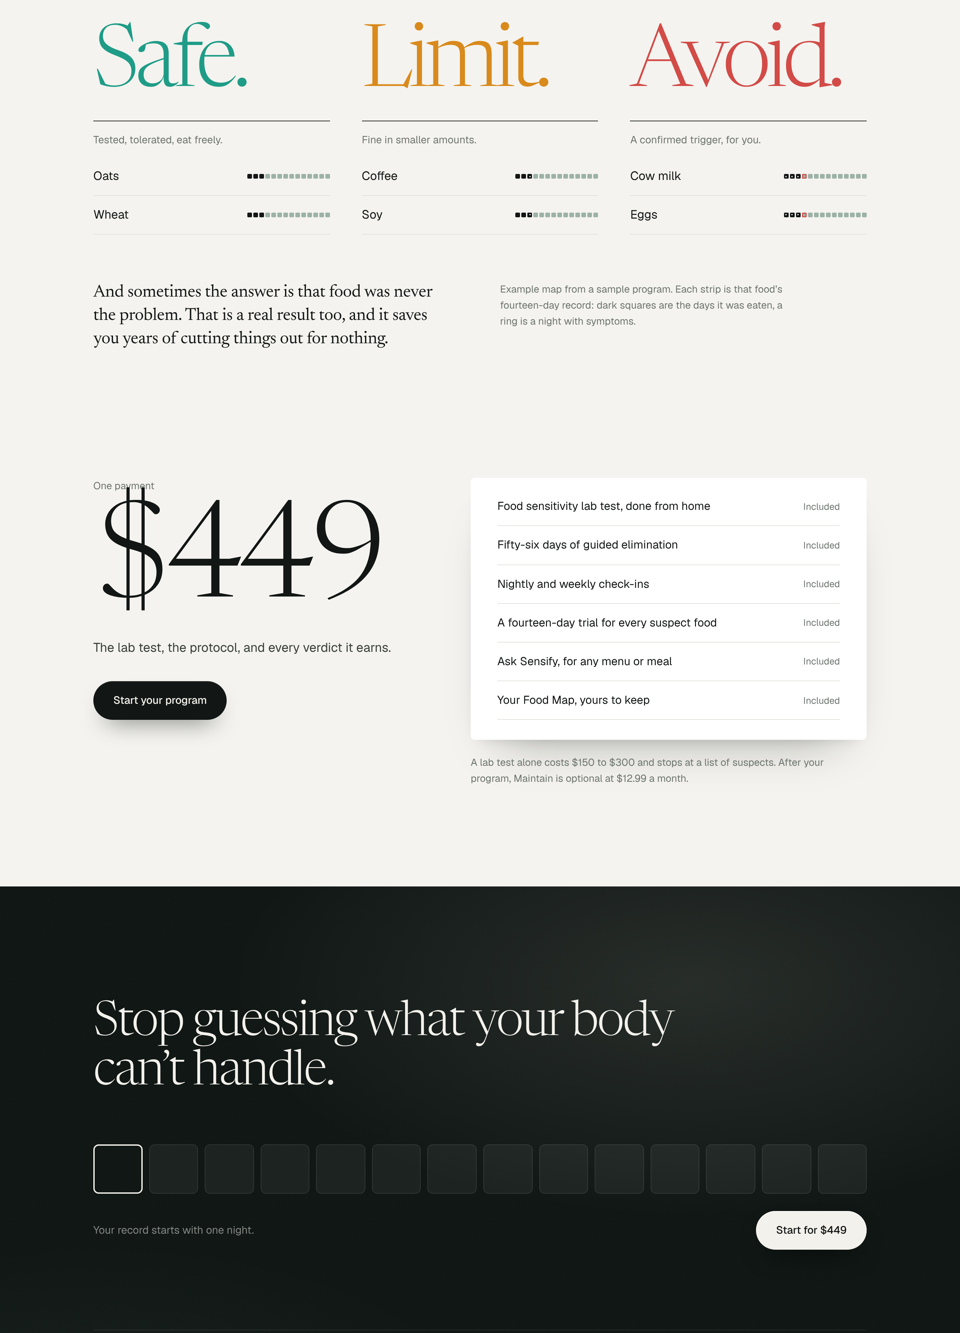 Safe.
Limit.
Avoid.
Tested, tolerated, eat freely.
Fine in smaller amounts.
A confirmed trigger, for you.
Oats
Coffee
Cow milk
Wheat
Soy
Eggs
And sometimes the answer is that food was never
the problem. That is a real result too, and it saves
you years of cutting things out for nothing.
Example map from a sample program. Each strip is that food’s
fourteen-day record: dark squares are the days it was eaten, a
ring is a night with symptoms.
One payment
$449
The lab test, the protocol, and every verdict it earns.
Start your program
Food sensitivity lab test, done from home
Included
Fifty-six days of guided elimination
Included
Nightly and weekly check-ins
Included
A fourteen-day trial for every suspect food
Included
Ask Sensify, for any menu or meal
Included
Your Food Map, yours to keep
Included
A lab test alone costs $150 to $300 and stops at a list of suspects. After your
program, Maintain is optional at $12.99 a month.
Stop guessing what your body
can’t handle.
Your record starts with one night.
Start for $449